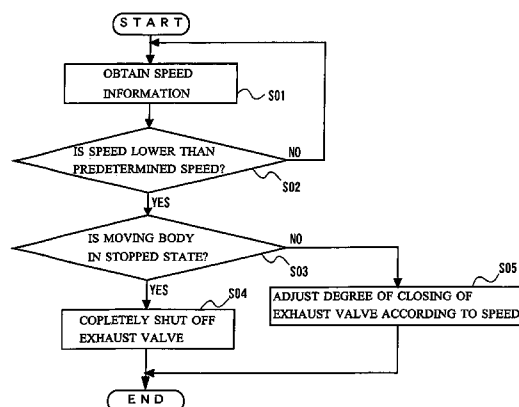 START
OBTAIN SPEED
INFORMATION
S01
IS SPEED LOWER THAN
PREDETERMINED SPEED?
NO
S02
YES
IS MOVING BODY
IN STOPPED STATE?
NO
S03
YES
S04
COPLETELY SHUT OFF
EXHAUST VALVE
S05
ADJUST DEGREE OF CLOSING OF
EXHAUST VALVE ACCORDING TO SPEED
END